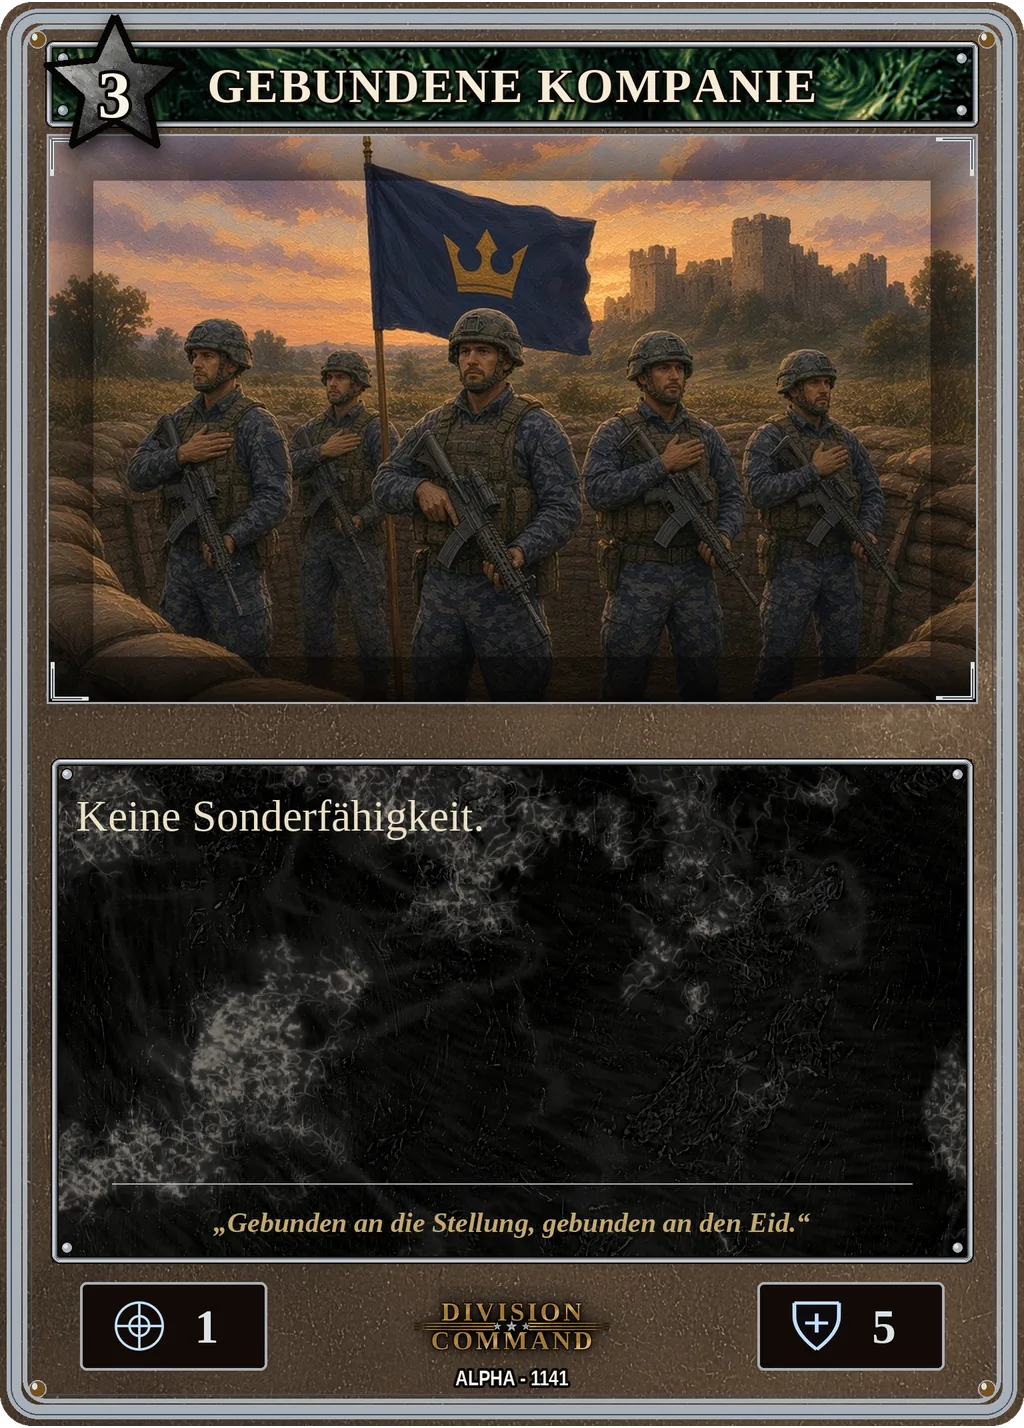 3
GEBUNDENE KOMPANIE
Keine Sonderfähigkeit.
„Gebunden an die Stellung, gebunden an den Eid.“
1
DIVISION
COMMAND
5
ALPHA - 1141